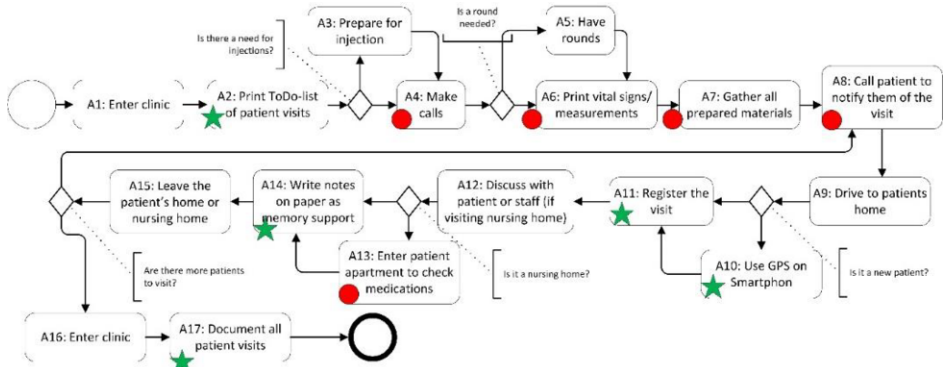 Is there a need for
injections?
A3: Prepare for
injection
Is a round
needed?
A5: Have
rounds
A1: Enter clinic
A2: Print ToDo-list
of patient visits
A4: Make
calls
A6: Print vital signs/
measurements
A7: Gather all
prepared materials
A8: Call patient to
notify them of the
visit
A15: Leave the
patient's home or
nursing home
A14: Write notes
on paper as
memory support
A12: Discuss with
patient or staff (if
visiting nursing home)
A11: Register the
visit
A9: Drive to patients
home
Are there more patients
to visit?
A13: Enter patient
apartment to check
medications
Is it a nursing home?
A10: Use GPS on
Smartphon
Is it a new patient?
A16: Enter clinic
A17: Document all
patient visits